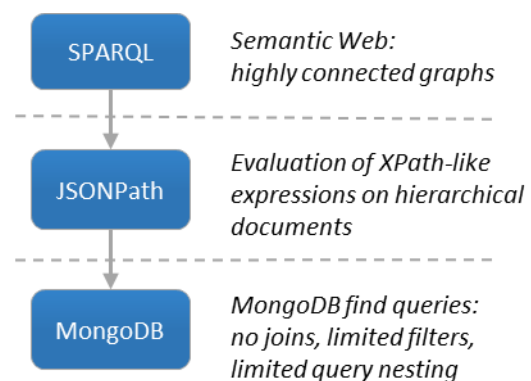 SPARQL
Semantic Web:
highly connected graphs
JSONPath
Evaluation of XPath-like
expressions on hierarchical
documents
MongoDB
MongoDB find queries:
no joins, limited filters,
limited query nesting